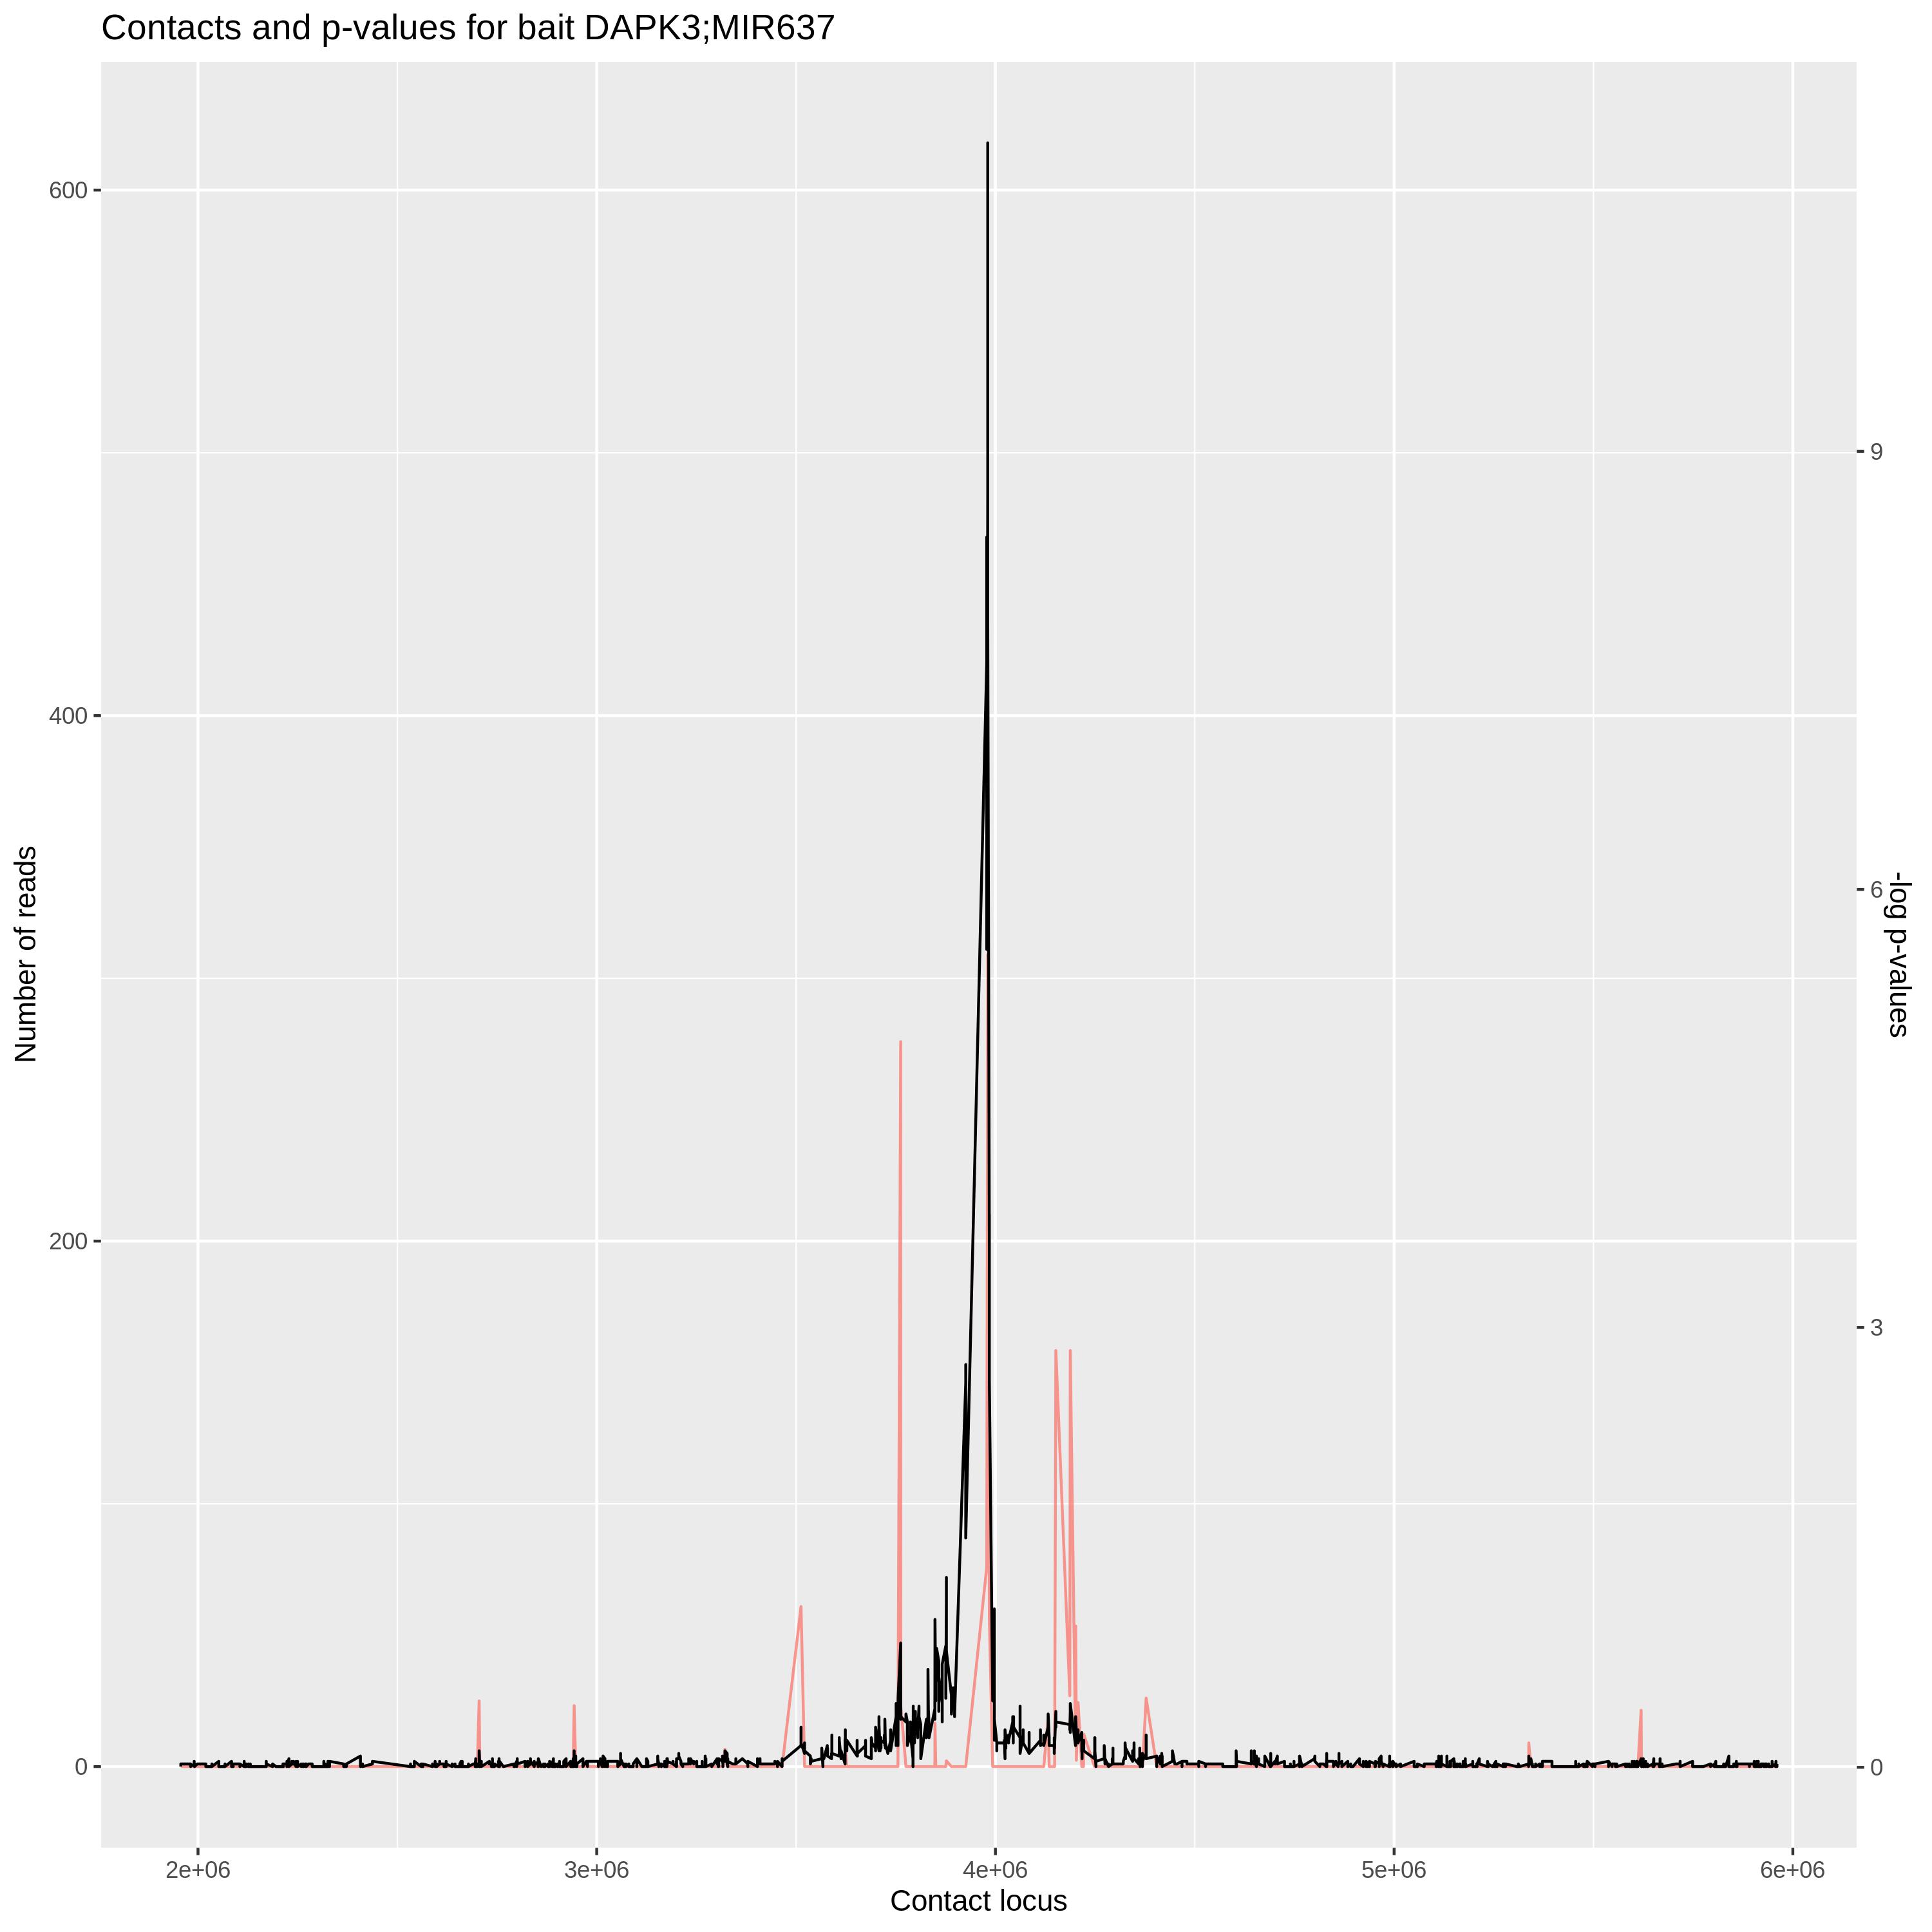 Contacts and p-values for bait DAPK3;MIR637
Number of reads
600
400
200
0
9
6
3
0
-log p-values
2e+06
3e+06
4e+06
5e+06
6e+06
Contact locus